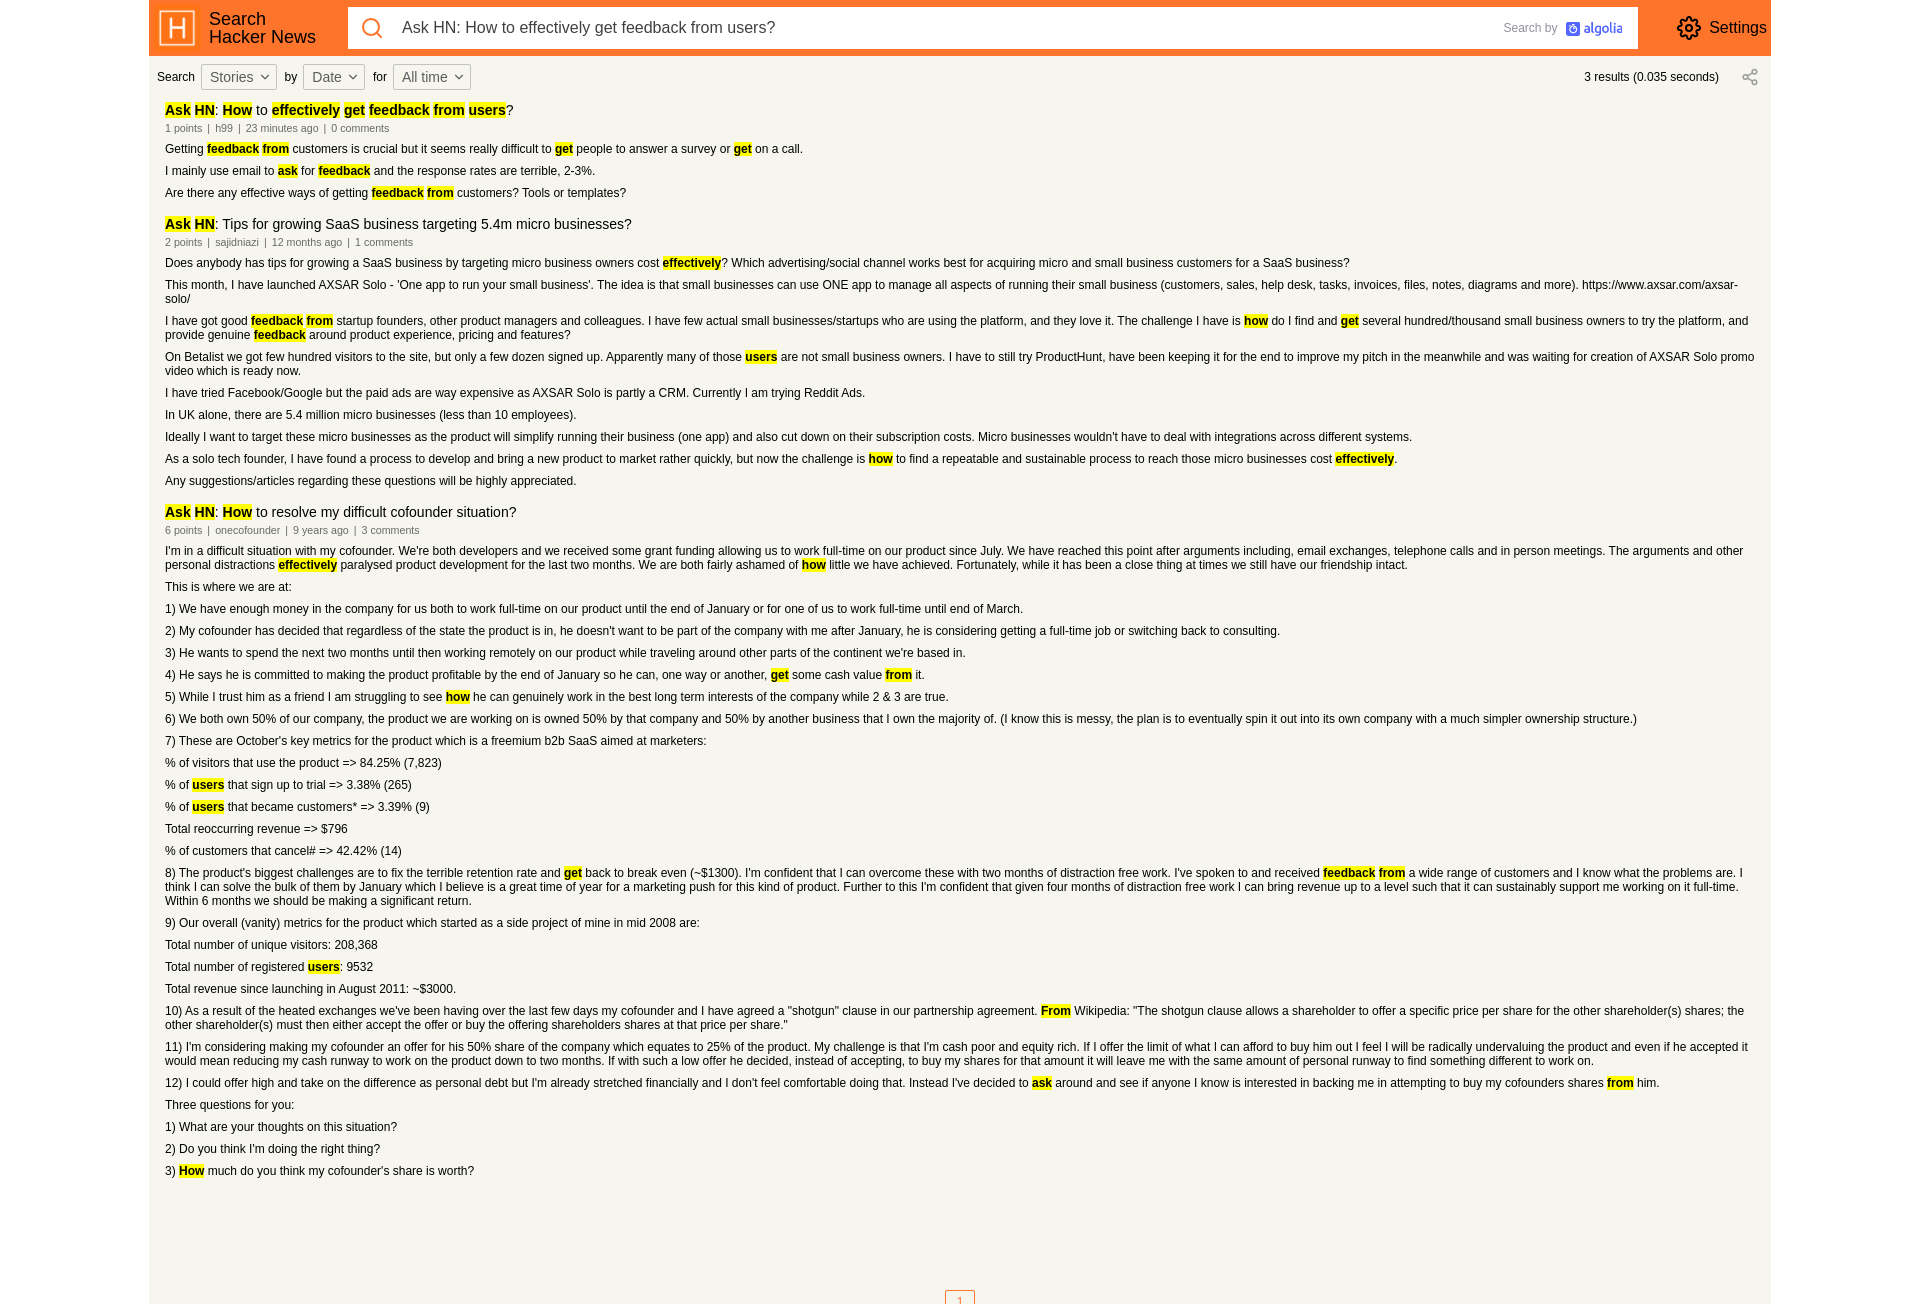 Search
Hacker News
Ask HN: How to effectively get feedback from users?
Search by algolia
Settings
Search Stories by Date for All time
3 results (0.035 seconds)
Ask HN: How to effectively get feedback from users?
1 points | h99 | 23 minutes ago | 0 comments
Getting feedback from customers is crucial but it seems really difficult to get people to answer a survey or get on a call.
I mainly use email to ask for feedback and the response rates are terrible, 2-3%.
Are there any effective ways of getting feedback from customers? Tools or templates?
Ask HN: Tips for growing SaaS business targeting 5.4m micro businesses?
2 points | sajidniazi | 12 months ago | 1 comments
Does anybody has tips for growing a SaaS business by targeting micro business owners cost effectively? Which advertising/social channel works best for acquiring micro and small business customers for a SaaS business?
This month, I have launched AXSAR Solo - 'One app to run your small business'. The idea is that small businesses can use ONE app to manage all aspects of running their small business (customers, sales, help desk, tasks, invoices, files, notes, diagrams and more). https://www.axsar.com/axsar-
solo/
I have got good feedback from startup founders, other product managers and colleagues. I have few actual small businesses/startups who are using the platform, and they love it. The challenge I have is how do I find and get several hundred/thousand small business owners to try the platform, and
provide genuine feedback around product experience, pricing and features?
On Betalist we got few hundred visitors to the site, but only a few dozen signed up. Apparently many of those users are not small business owners. I have to still try ProductHunt, have been keeping it for the end to improve my pitch in the meanwhile and was waiting for creation of AXSAR Solo promo
video which is ready now.
I have tried Facebook/Google but the paid ads are way expensive as AXSAR Solo is partly a CRM. Currently I am trying Reddit Ads.
In UK alone, there are 5.4 million micro businesses (less than 10 employees).
Ideally I want to target these micro businesses as the product will simplify running their business (one app) and also cut down on their subscription costs. Micro businesses wouldn't have to deal with integrations across different systems.
As a solo tech founder, I have found a process to develop and bring a new product to market rather quickly, but now the challenge is how to find a repeatable and sustainable process to reach those micro businesses cost effectively.
Any suggestions/articles regarding these questions will be highly appreciated.
Ask HN: How to resolve my difficult cofounder situation?
6 points | onecofounder | 9 years ago | 3 comments
I'm in a difficult situation with my cofounder. We're both developers and we received some grant funding allowing us to work full-time on our product since July. We have reached this point after arguments including, email exchanges, telephone calls and in person meetings. The arguments and other
personal distractions effectively paralysed product development for the last two months. We are both fairly ashamed of how little we have achieved. Fortunately, while it has been a close thing at times we still have our friendship intact.
This is where we are at:
1) We have enough money in the company for us both to work full-time on our product until the end of January or for one of us to work full-time until end of March.
2) My cofounder has decided that regardless of the state the product is in, he doesn't want to be part of the company with me after January, he is considering getting a full-time job or switching back to consulting.
3) He wants to spend the next two months until then working remotely on our product while traveling around other parts of the continent we're based in.
4) He says he is committed to making the product profitable by the end of January so he can, one way or another, get some cash value from it.
5) While I trust him as a friend I am struggling to see how he can genuinely work in the best long term interests of the company while 2 & 3 are true.
6) We both own 50% of our company, the product we are working on is owned 50% by that company and 50% by another business that I own the majority of. (I know this is messy, the plan is to eventually spin it out into its own company with a much simpler ownership structure.)
7) These are October's key metrics for the product which is a freemium b2b SaaS aimed at marketers:
% of visitors that use the product => 84.25% (7,823)
% of users that sign up to trial => 3.38% (265)
% of users that became customers* => 3.39% (9)
Total reoccurring revenue => $796
% of customers that cancel# => 42.42% (14)
8) The product's biggest challenges are to fix the terrible retention rate and get back to break even (~$1300). I'm confident that I can overcome these with two months of distraction free work. I've spoken to and received feedback from a wide range of customers and I know what the problems are. I
think I can solve the bulk of them by January which I believe is a great time of year for a marketing push for this kind of product. Further to this I'm confident that given four months of distraction free work I can bring revenue up to a level such that it can sustainably support me working on it full-time.
Within 6 months we should be making a significant return.
9) Our overall (vanity) metrics for the product which started as a side project of mine in mid 2008 are:
Total number of unique visitors: 208,368
Total number of registered users: 9532
Total revenue since launching in August 2011: ~$3000.
10) As a result of the heated exchanges we've been having over the last few days my cofounder and I have agreed a "shotgun" clause in our partnership agreement. From Wikipedia: "The shotgun clause allows a shareholder to offer a specific price per share for the other shareholder(s) shares; the
other shareholder(s) must then either accept the offer or buy the offering shareholders shares at that price per share."
11) I'm considering making my cofounder an offer for his 50% share of the company which equates to 25% of the product. My challenge is that I'm cash poor and equity rich. If I offer the limit of what I can afford to buy him out I feel I will be radically undervaluing the product and even if he accepted it
would mean reducing my cash runway to work on the product down to two months. If with such a low offer he decided, instead of accepting, to buy my shares for that amount it will leave me with the same amount of personal runway to find something different to work on.
12) I could offer high and take on the difference as personal debt but I'm already stretched financially and I don't feel comfortable doing that. Instead I've decided to ask around and see if anyone I know is interested in backing me in attempting to buy my cofounders shares from him.
Three questions for you:
1) What are your thoughts on this situation?
2) Do you think I'm doing the right thing?
3) How much do you think my cofounder's share is worth?
1